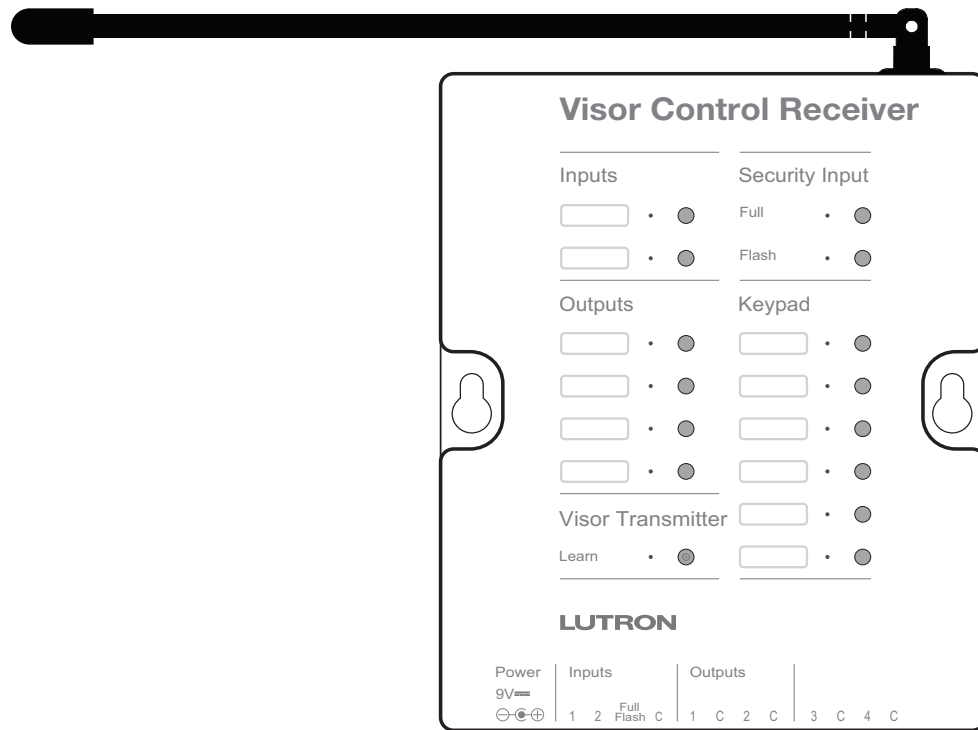 Visor Control Receiver
Inputs
Security Input
Full
Flash
Outputs
Keypad
Visor Transmitter
Learn
LUTRON
Power
9V
Inputs
1 2 Full Flash C
Outputs
1 C 2 C 3 C 4 C